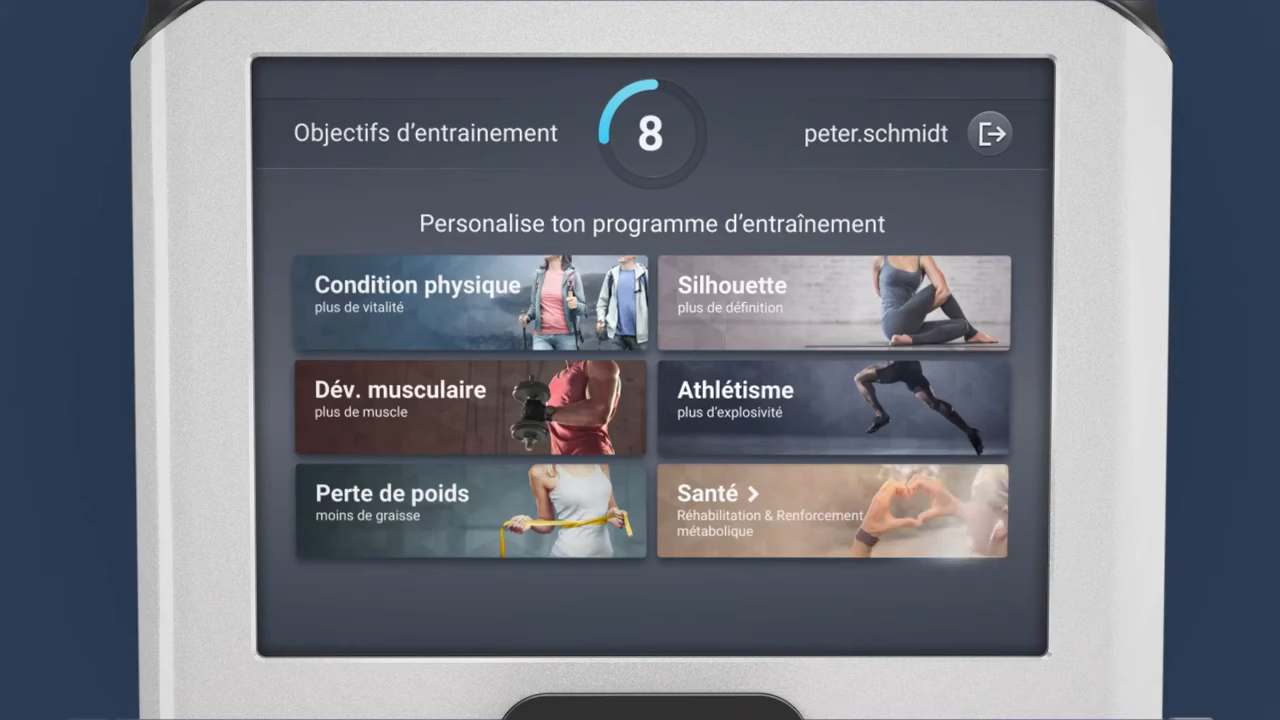 Objectifs d’entrainement
8
peter.schmidt
Personalise ton programme d’entraînement
Condition physique
plus de vitalité
Silhouette
plus de définition
Dév. musculaire
plus de muscle
Athlétisme
plus d’explosivité
Perte de poids
moins de graisse
Santé
Réhabilitation & Renforcement
métabolique